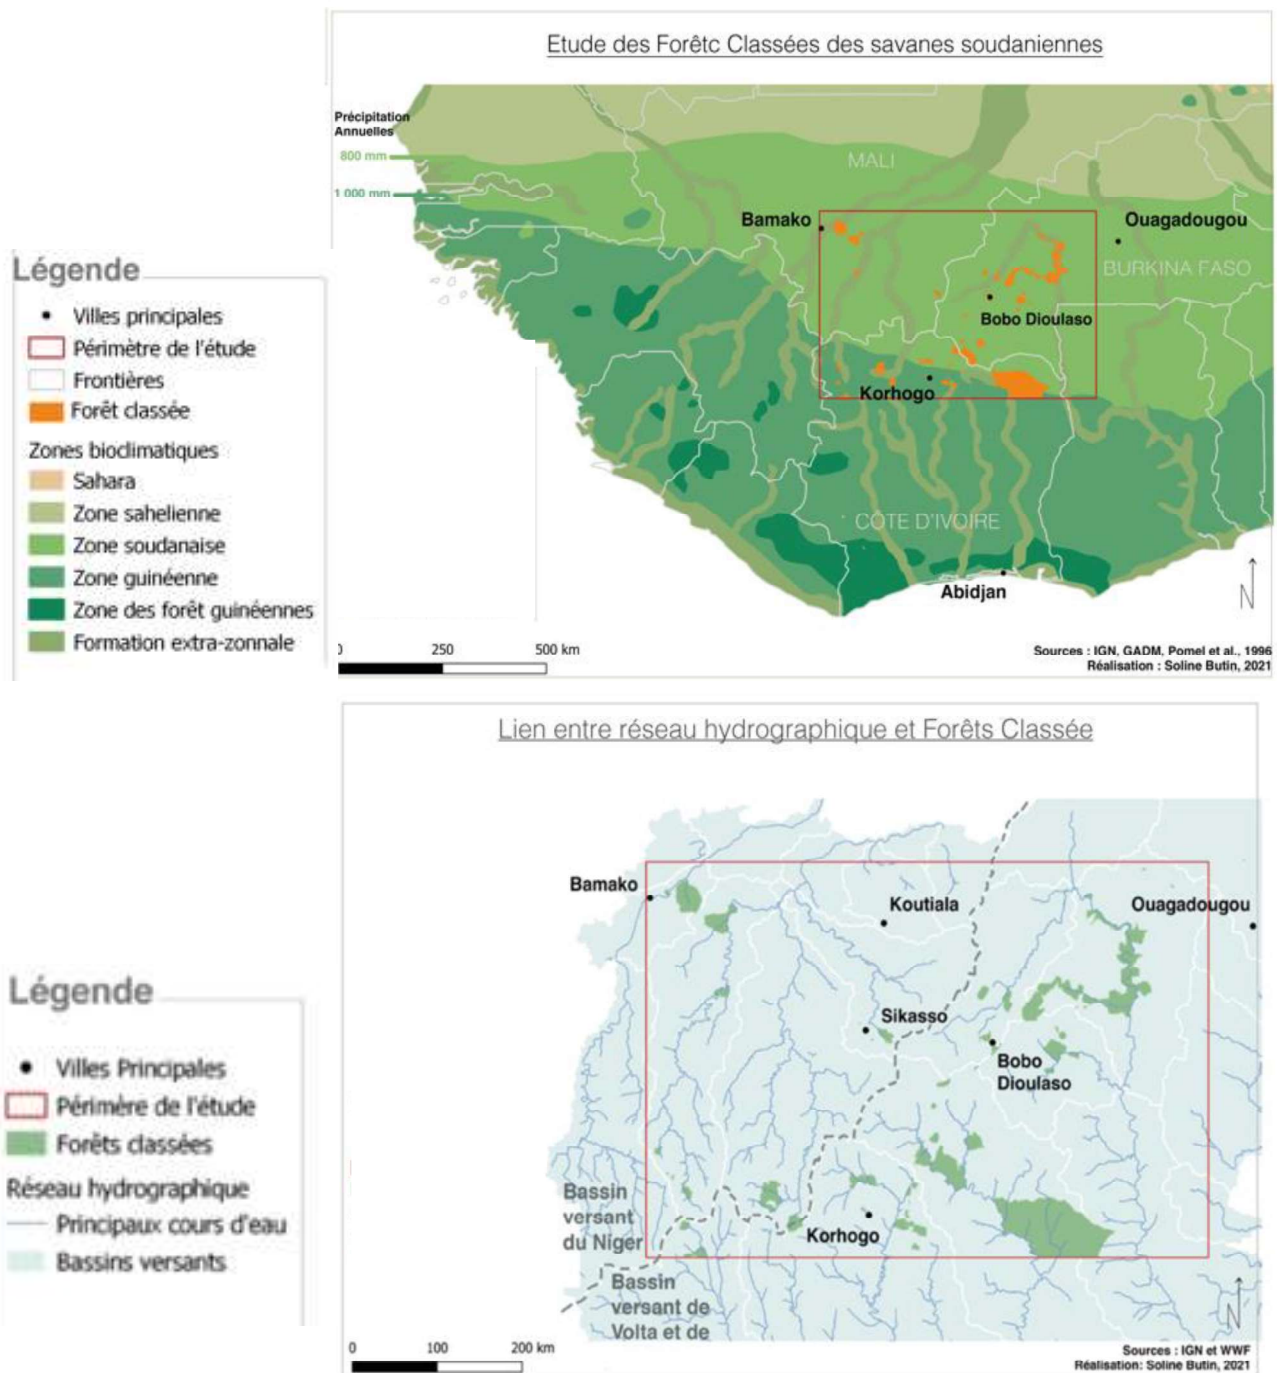 Etude des Forêtc Classées des savanes soudaniennes
Précipitation
Annuelles
800 mm
1 000 mm
MALI
Bamako
Ouagadougou
BURKINA FASO
Bobo Dioulaso
Korhogo
CÔTE D'IVOIRE
Abidjan
N
0 250 500 km
Sources : IGN, GADM, Pomel et al., 1996
Réalisation : Soline Butin, 2021
Légende
Villes principales
Périmètre de l'étude
Frontières
Forêt classée
Zones bioclimatiques
Sahara
Zone sahelienne
Zone soudanaise
Zone guinéenne
Zone des forêt guinéennes
Formation extra-zonnale
Lien entre réseau hydrographique et Forêts Classée
Bamako
Koutiala
Ouagadougou
Sikasso
Bobo
Dioulaso
Bassin
versant
du Niger
Korhogo
Bassin
versant de
Volta et de
N
0 100 200 km
Sources : IGN et WWF
Réalisation: Soline Butin, 2021
Légende
Villes Principales
Périmère de l'étude
Forêts classées
Réseau hydrographique
Principaux cours d'eau
Bassins versants